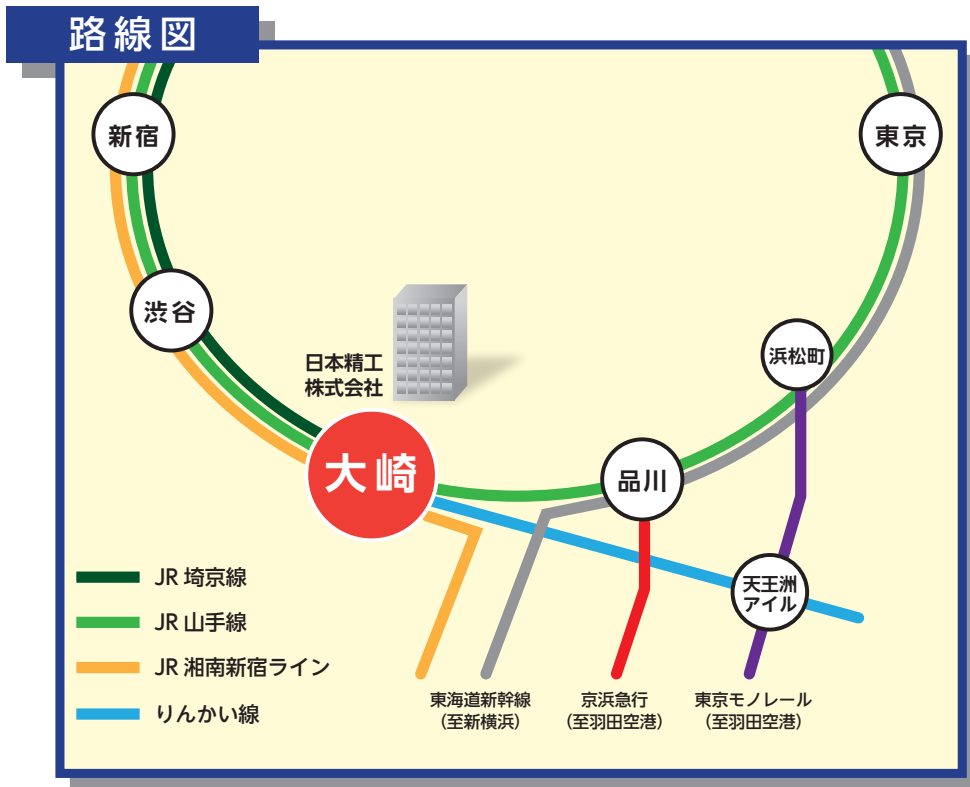 路線図
新宿
東京
渋谷
浜松町
日本精工
株式会社
大崎
品川
天王洲
アイル
JR 埼京線
JR 山手線
JR 湘南新宿ライン
りんかい線
東海道新幹線
（至新横浜）
京浜急行
（至羽田空港）
東京モノレール
（至羽田空港）